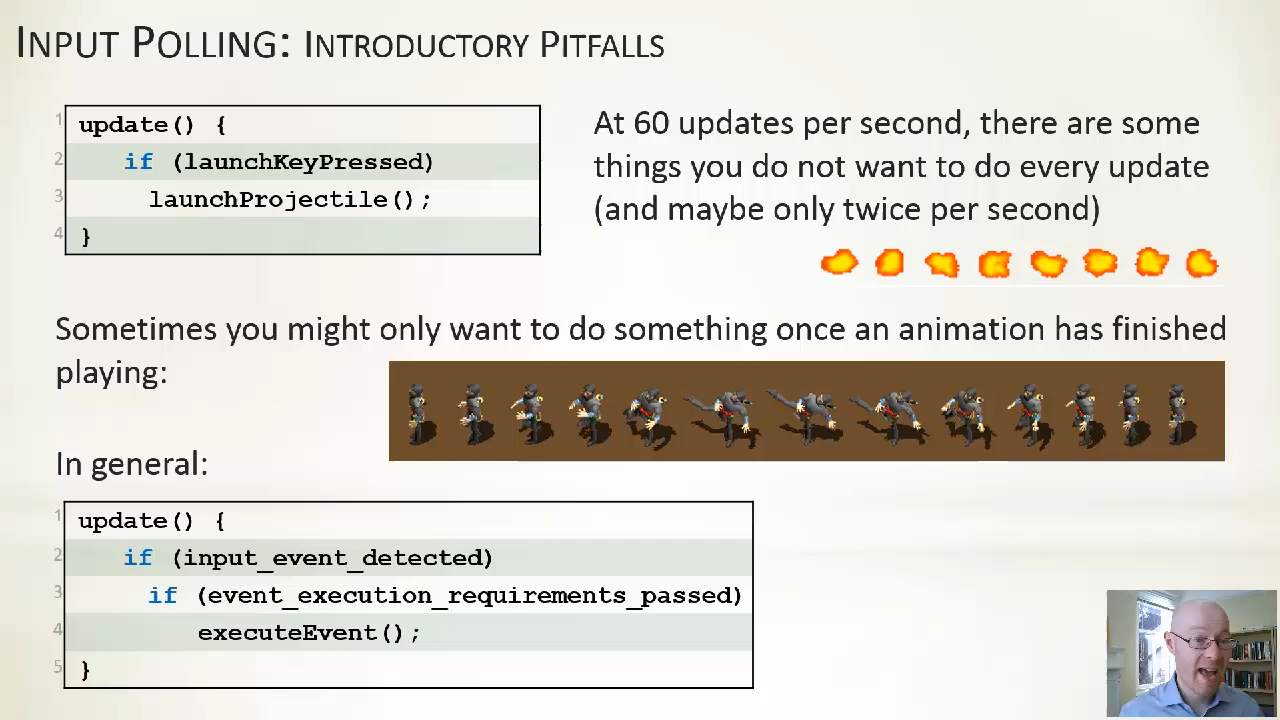 INPUT POLLING: INTRODUCTORY PITFALLS
1 update() {
2 if (launchKeyPressed)
3 launchProjectile();
4 }
At 60 updates per second, there are some
things you do not want to do every update
(and maybe only twice per second)
Sometimes you might only want to do something once an animation has finished
playing:
In general:
1 update() {
2 if (input_event_detected)
3 if (event_execution_requirements_passed)
4 executeEvent();
5 }